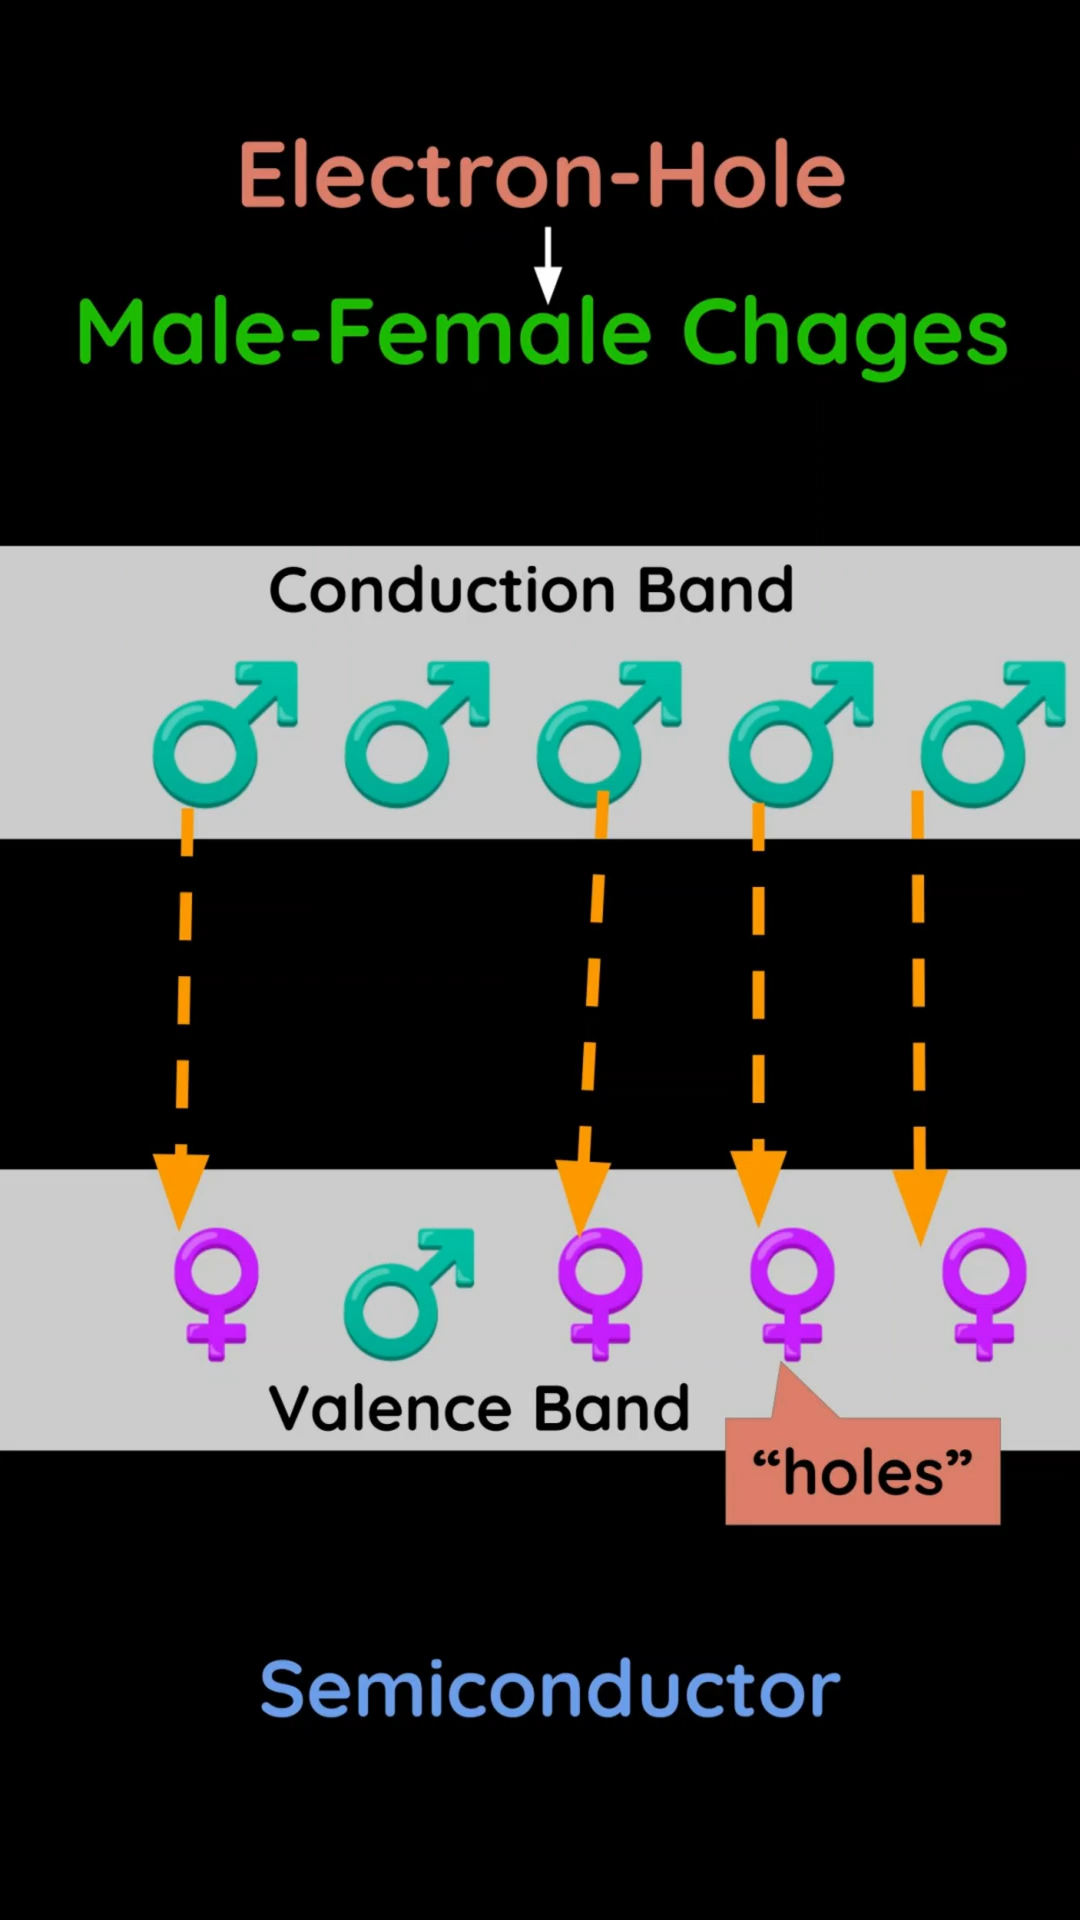 Electron-Hole
Male-Female Chages
Conduction Band
Valence Band
“holes”
Semiconductor